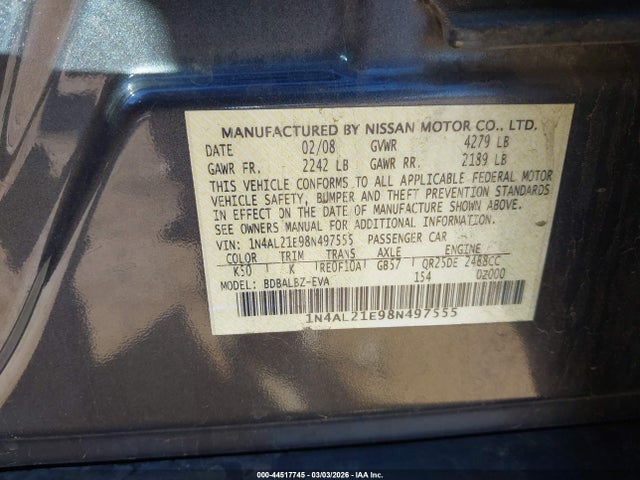 MANUFACTURED BY NISSAN MOTOR CO., LTD.
DATE 02/08 GVWR 4279 LB
GAWR FR. 2242 LB GAWR RR. 2189 LB
THIS VEHICLE CONFORMS TO ALL APPLICABLE FEDERAL MOTOR
VEHICLE SAFETY, BUMPER AND THEFT PREVENTION STANDARDS
IN EFFECT ON THE DATE OF MANUFACTURE SHOWN ABOVE.
SEE OWNERS MANUAL FOR ADDITIONAL INFORMATION.
VIN: 1N4AL21E98N497555 PASSENGER CAR
COLOR TRIM TRANS AXLE ENGINE
K50 K RE0F10A GB57 QR25DE 2488CC
MODEL: BDBALBZ-EVA 154 DZ000
1N4AL21E98N497555
000-44517745 - 03/03/2026 - IAA Inc.